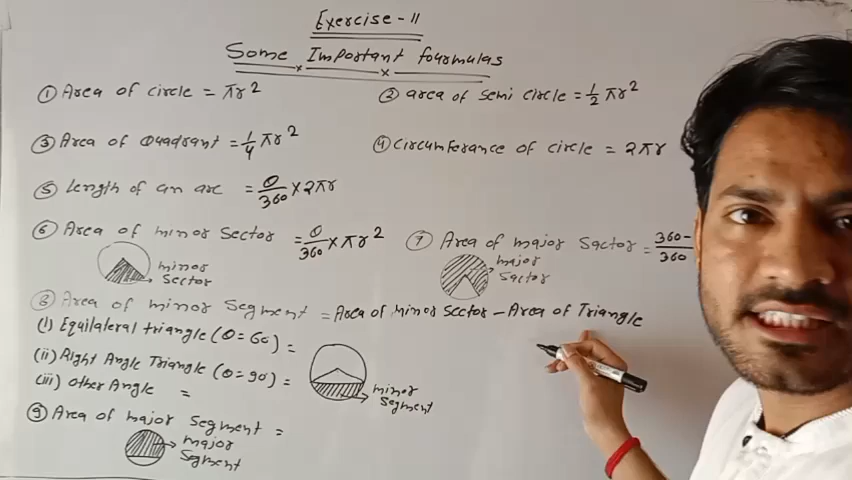 Exercise-11
Some Important fourmulas
① Area of circle = πr²
② area of Semi circle = 1/2 πr²
③ Area of Quadrant = 1/4 πr²
④ circumferance of circle = 2πr
⑤ Length of an arc = θ/360 × 2πr
⑥ Area of minor Sector = θ/360 × πr²
minor Sector
⑦ Area of major Sactor = 360-/360
major Sactor
⑧ Area of minor Segment = Area of Minor Sector - Area of Triangle
(i) Equilateral triangle (θ = 60) =
(ii) Right Angle Triangle (θ = 90) =
(iii) other Angle =
minor Segment
⑨ Area of major Segment =
major Segment